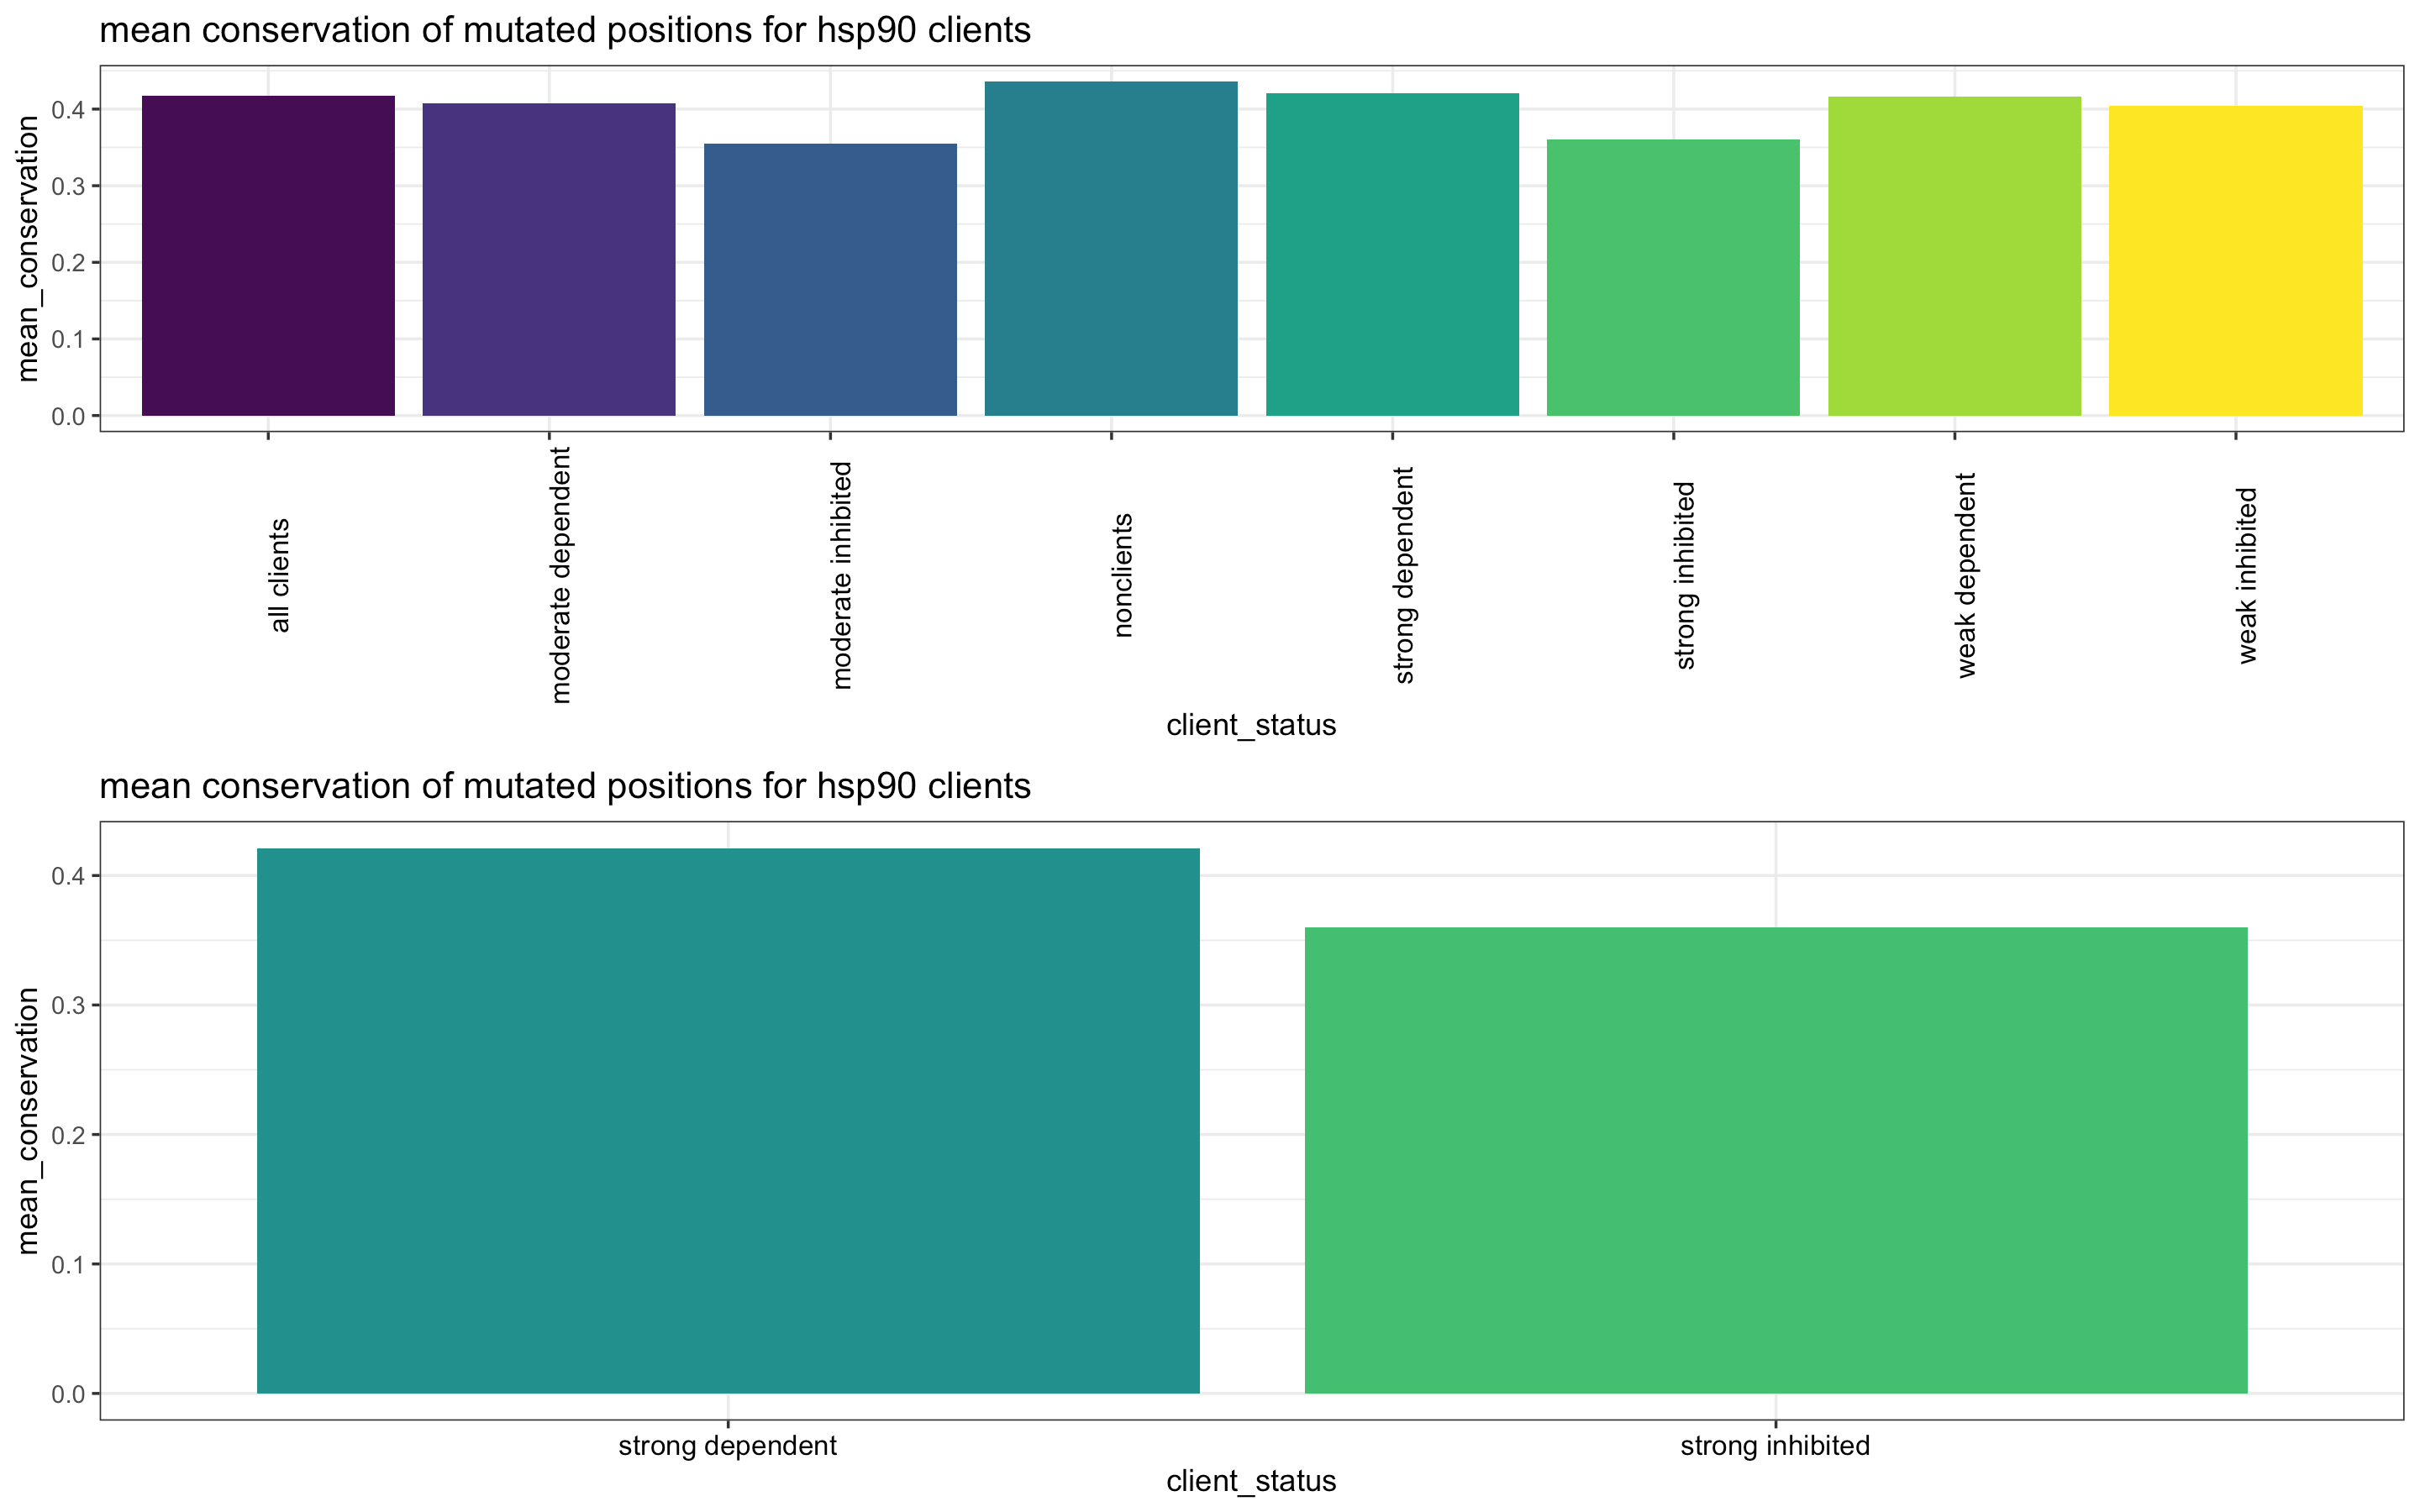 mean conservation of mutated positions for hsp90 clients
mean_conservation
0.4
0.3
0.2
0.1
0.0
all clients
moderate dependent
moderate inhibited
nonclients
strong dependent
strong inhibited
weak dependent
weak inhibited
client_status
mean conservation of mutated positions for hsp90 clients
mean_conservation
0.4
0.3
0.2
0.1
0.0
strong dependent
strong inhibited
client_status